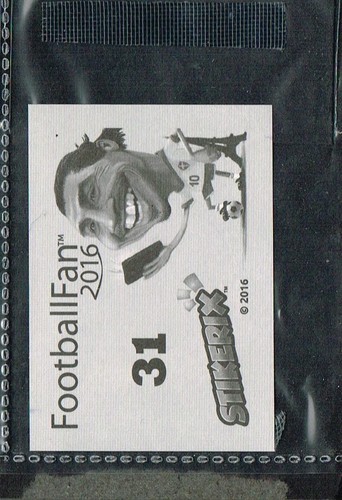 FootballFan™
2016
31
STIKERIX™
© 2016
10